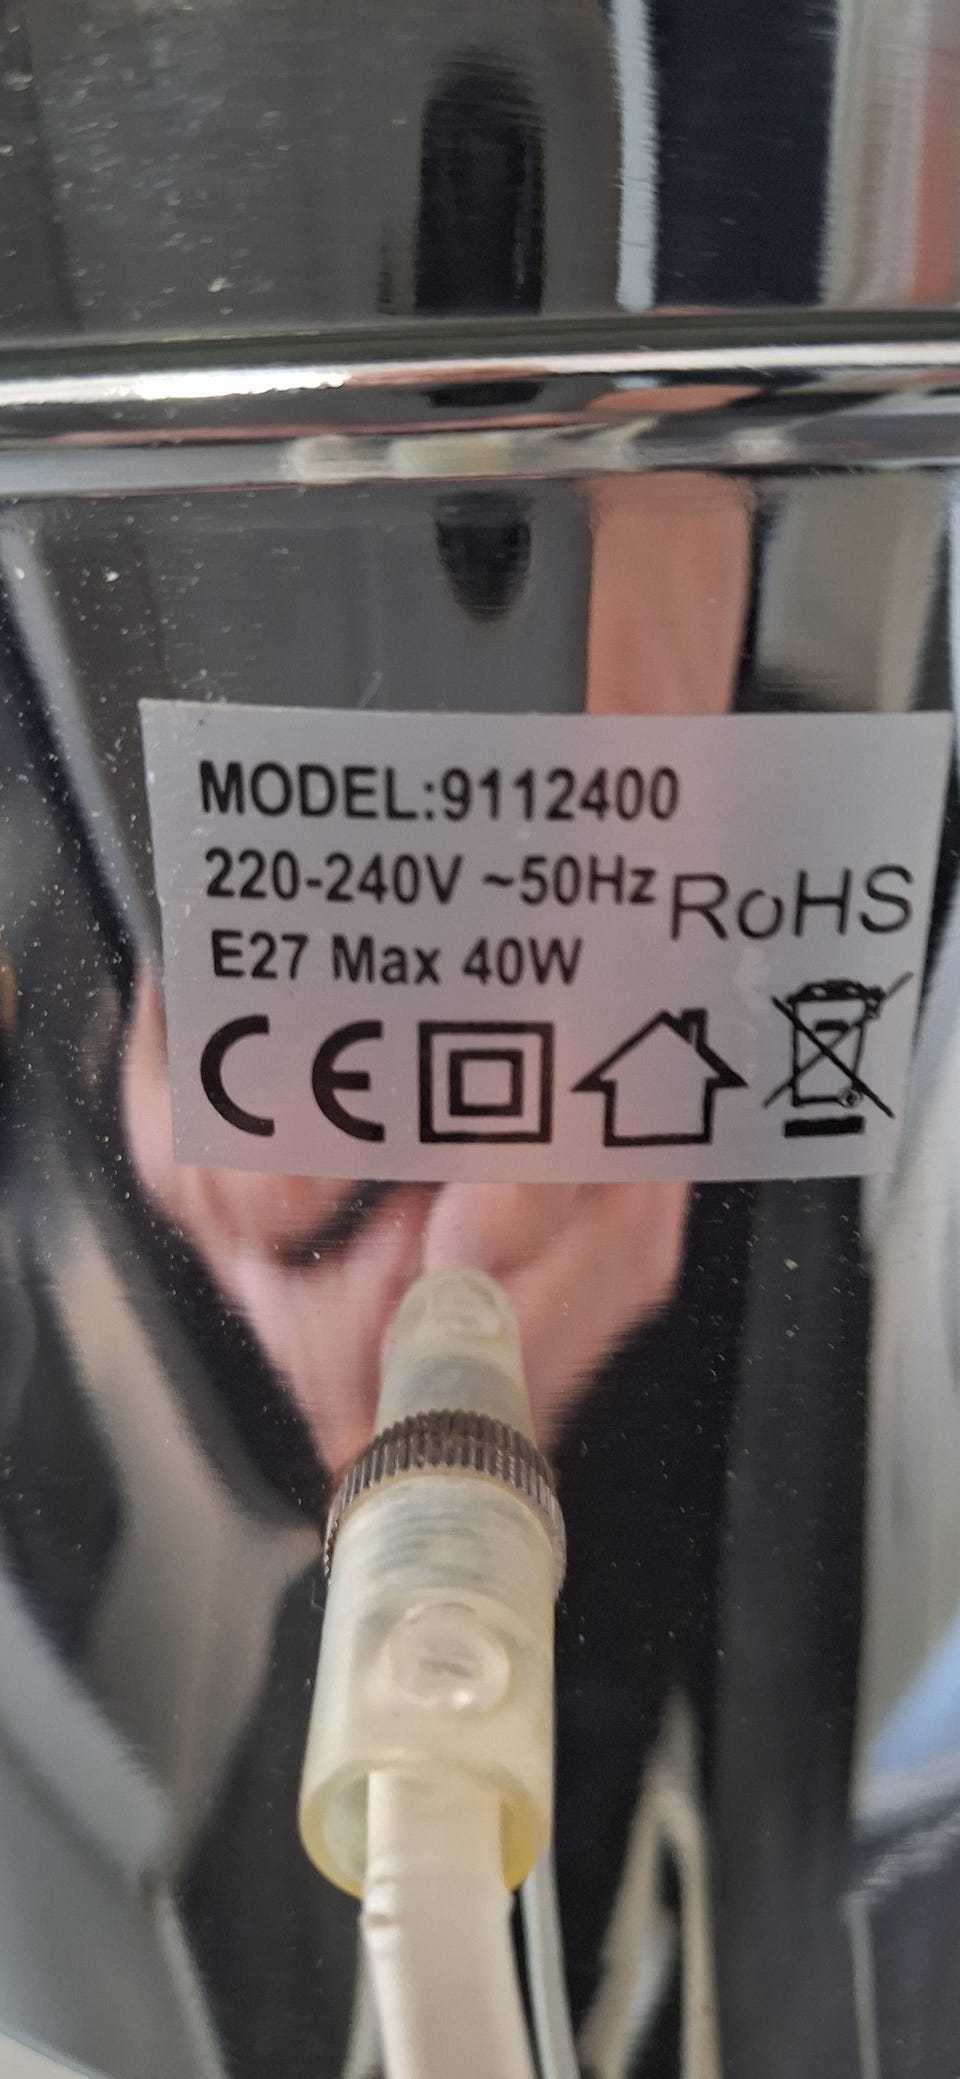 MODEL:9112400
220-240V ~50Hz
RoHS
E27 Max 40W
CE